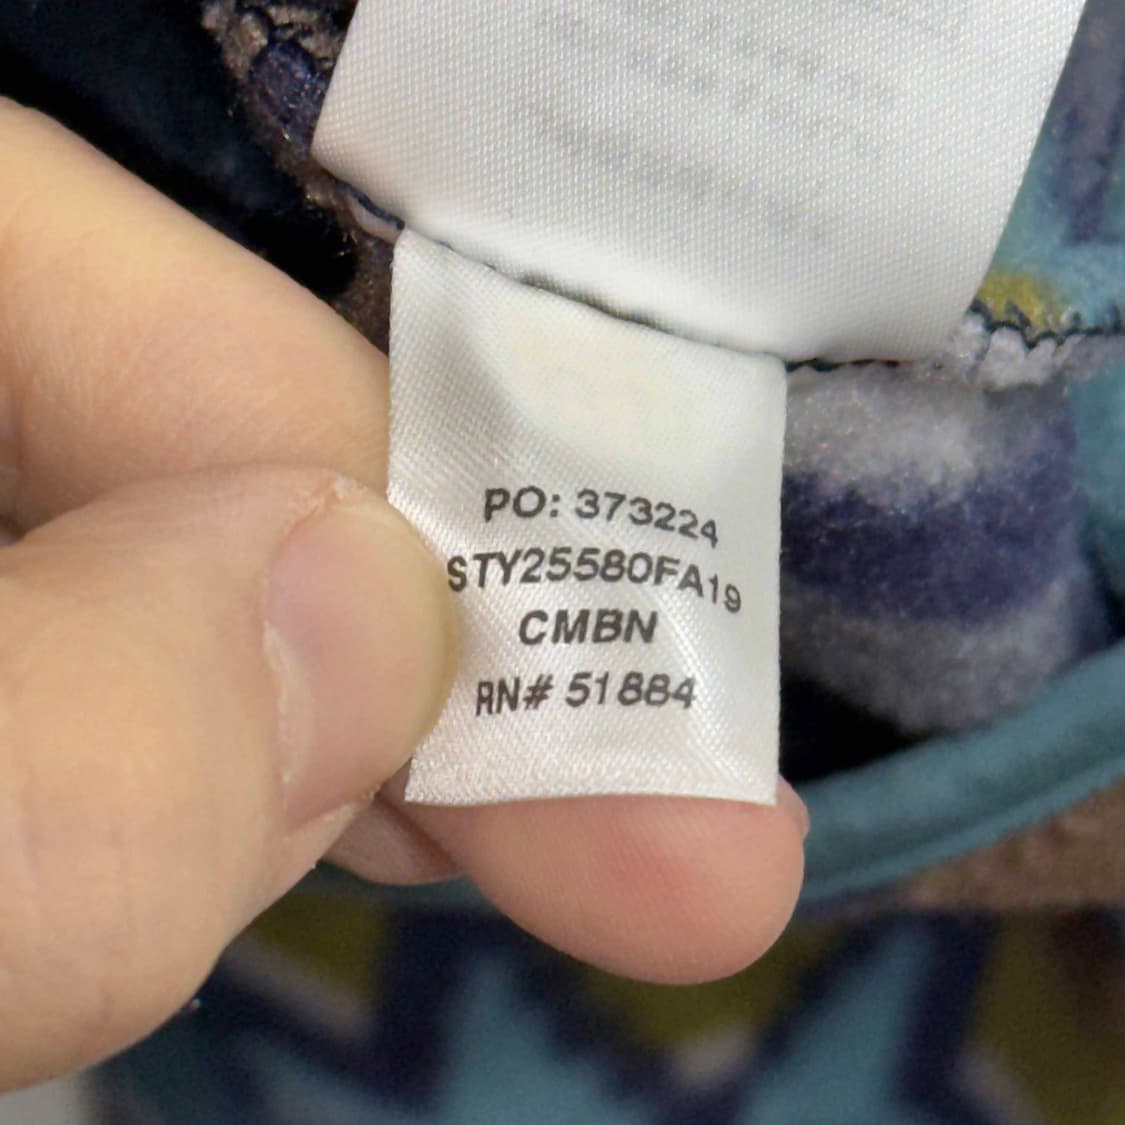 PO: 373224
STY25580FA19
CMBN
RN# 51884